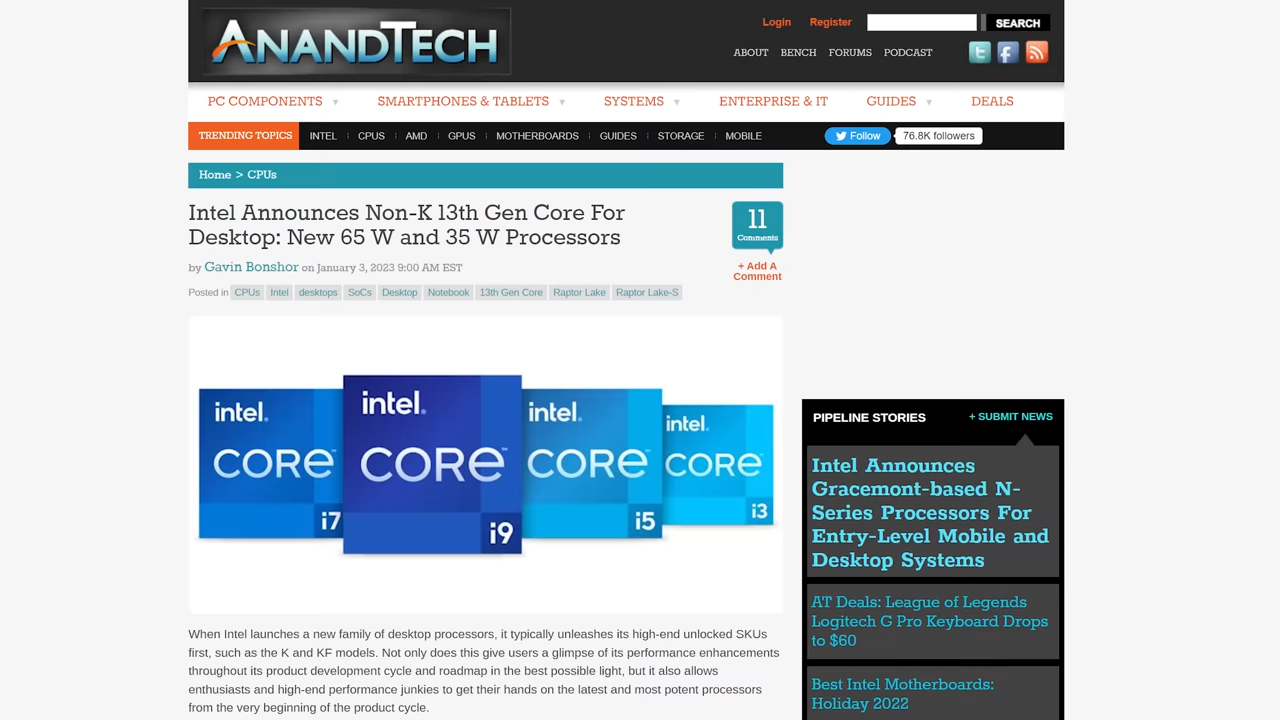 ANANDTECH
Login Register SEARCH
ABOUT BENCH FORUMS PODCAST
PC COMPONENTS SMARTPHONES & TABLETS SYSTEMS ENTERPRISE & IT GUIDES DEALS
TRENDING TOPICS INTEL CPUS AMD GPUS MOTHERBOARDS GUIDES STORAGE MOBILE Follow 76.8K followers
Home > CPUs
Intel Announces Non-K 13th Gen Core For
Desktop: New 65 W and 35 W Processors
by Gavin Bonshor on January 3, 2023 9:00 AM EST
Posted in CPUs Intel desktops SoCs Desktop Notebook 13th Gen Core Raptor Lake Raptor Lake-S
11
Comments
+ Add A
Comment
intel. CORE i7
intel. CORE™ i9
intel. CORE™ i5
intel. CORE™ i3
When Intel launches a new family of desktop processors, it typically unleashes its high-end unlocked SKUs
first, such as the K and KF models. Not only does this give users a glimpse of its performance enhancements
throughout its product development cycle and roadmap in the best possible light, but it also allows
enthusiasts and high-end performance junkies to get their hands on the latest and most potent processors
from the very beginning of the product cycle.
PIPELINE STORIES + SUBMIT NEWS
Intel Announces
Gracemont-based N-
Series Processors For
Entry-Level Mobile and
Desktop Systems
AT Deals: League of Legends
Logitech G Pro Keyboard Drops
to $60
Best Intel Motherboards:
Holiday 2022